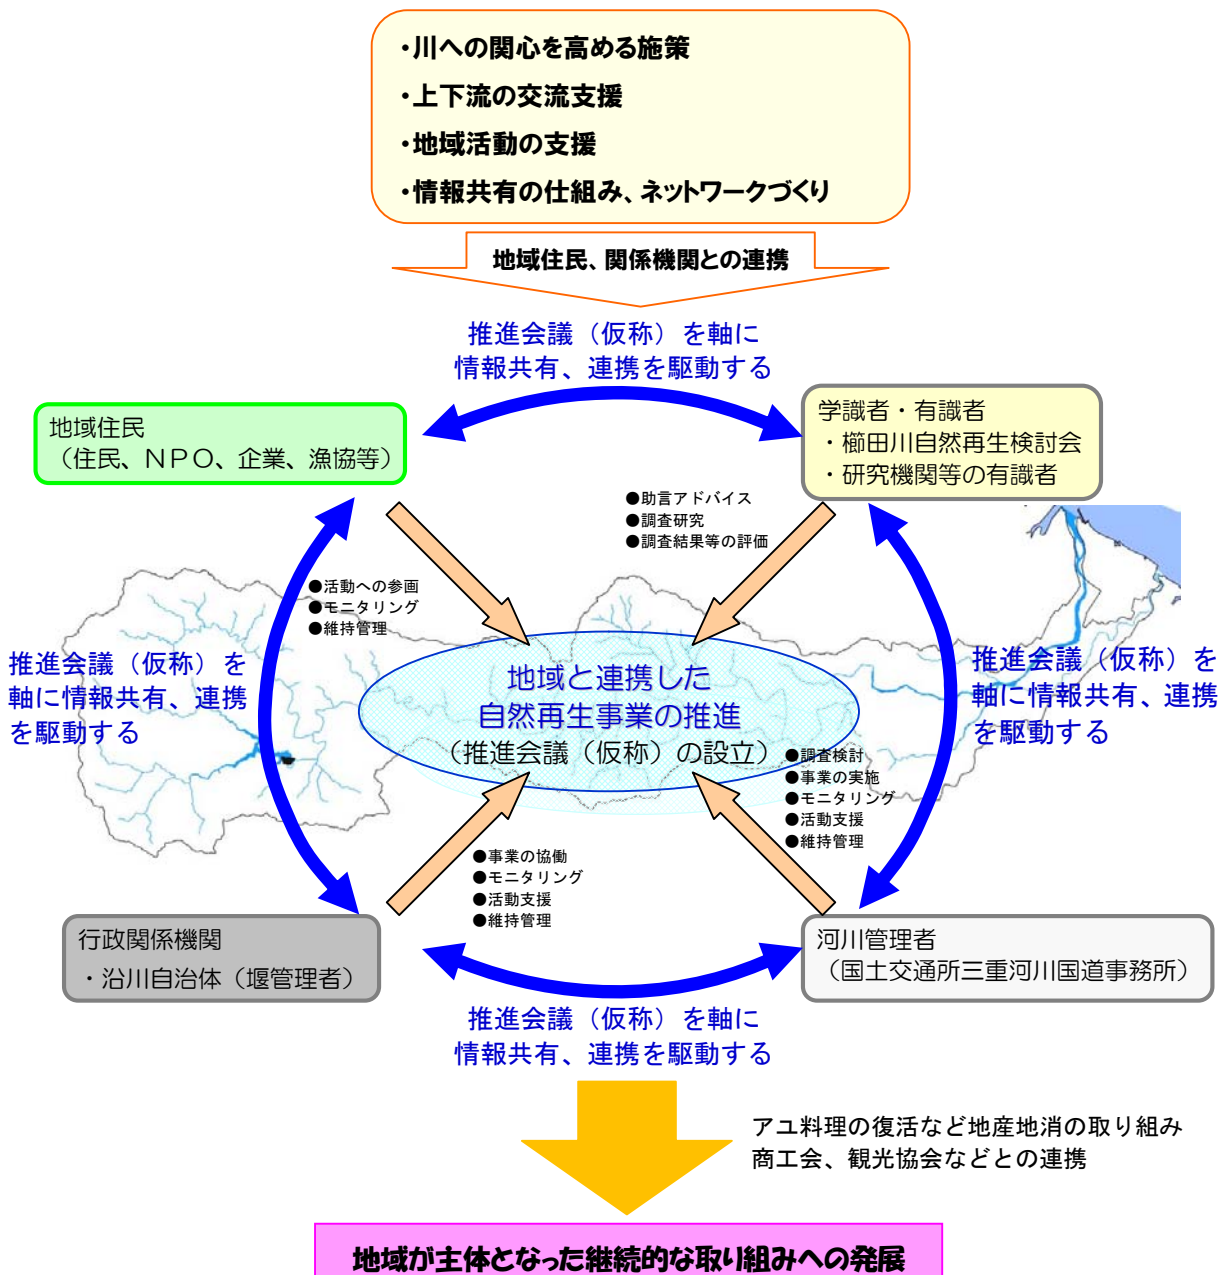 ・川への関心を高める施策
・上下流の交流支援
・地域活動の支援
・情報共有の仕組み、ネットワークづくり
地域住民、関係機関との連携
推進会議（仮称）を軸に
情報共有、連携を駆動する
地域住民
（住民、ＮＰＯ、企業、漁協等）
学識者・有識者
・櫛田川自然再生検討会
・研究機関等の有識者
●助言アドバイス
●調査研究
●調査結果等の評価
●活動への参画
●モニタリング
●維持管理
推進会議（仮称）を
軸に情報共有、連携
を駆動する
地域と連携した
自然再生事業の推進
（推進会議（仮称）の設立）
推進会議（仮称）を
軸に情報共有、連携
を駆動する
●調査検討
●事業の実施
●モニタリング
●活動支援
●維持管理
●事業の協働
●モニタリング
●活動支援
●維持管理
行政関係機関
・沿川自治体（堰管理者）
河川管理者
（国土交通所三重河川国道事務所）
推進会議（仮称）を軸に
情報共有、連携を駆動する
アユ料理の復活など地産地消の取り組み
商工会、観光協会などとの連携
地域が主体となった継続的な取り組みへの発展